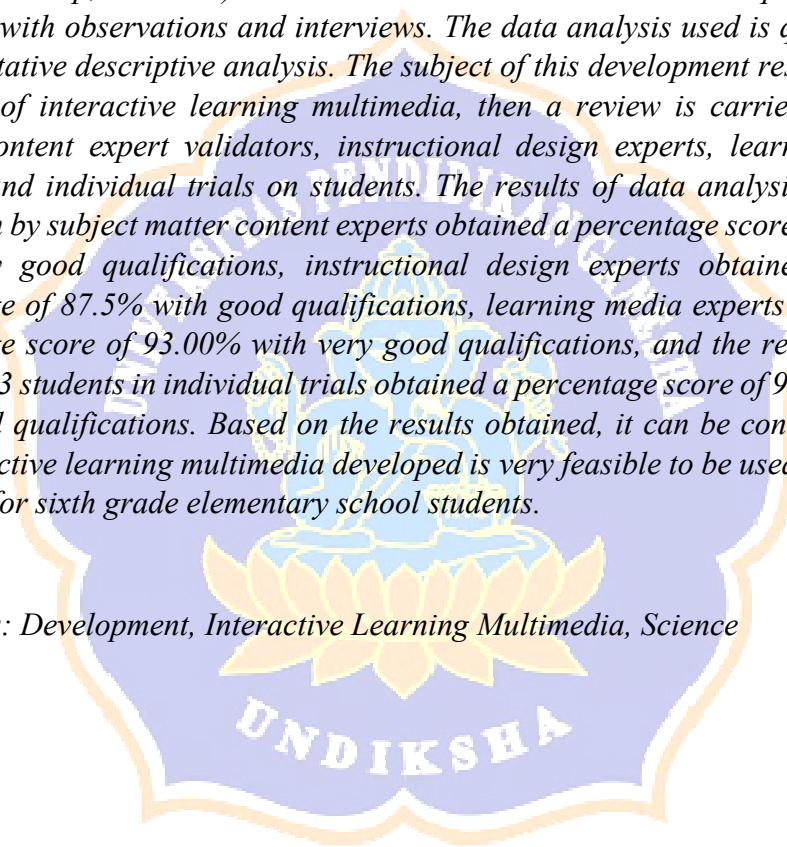 with observations and interviews. The data analysis used is q
tative descriptive analysis. The subject of this development res
of interactive learning multimedia, then a review is carrie
ontent expert validators, instructional design experts, learn
nd individual trials on students. The results of data analysi
n by subject matter content experts obtained a percentage score
y good qualifications, instructional design experts obtaine
e of 87.5% with good qualifications, learning media experts
e score of 93.00% with very good qualifications, and the re
3 students in individual trials obtained a percentage score of 9
l qualifications. Based on the results obtained, it can be con
ctive learning multimedia developed is very feasible to be used
for sixth grade elementary school students.
: Development, Interactive Learning Multimedia, Science
UNIVERSITAS PENDIDIKAN GANESHA
UNDIKSHA